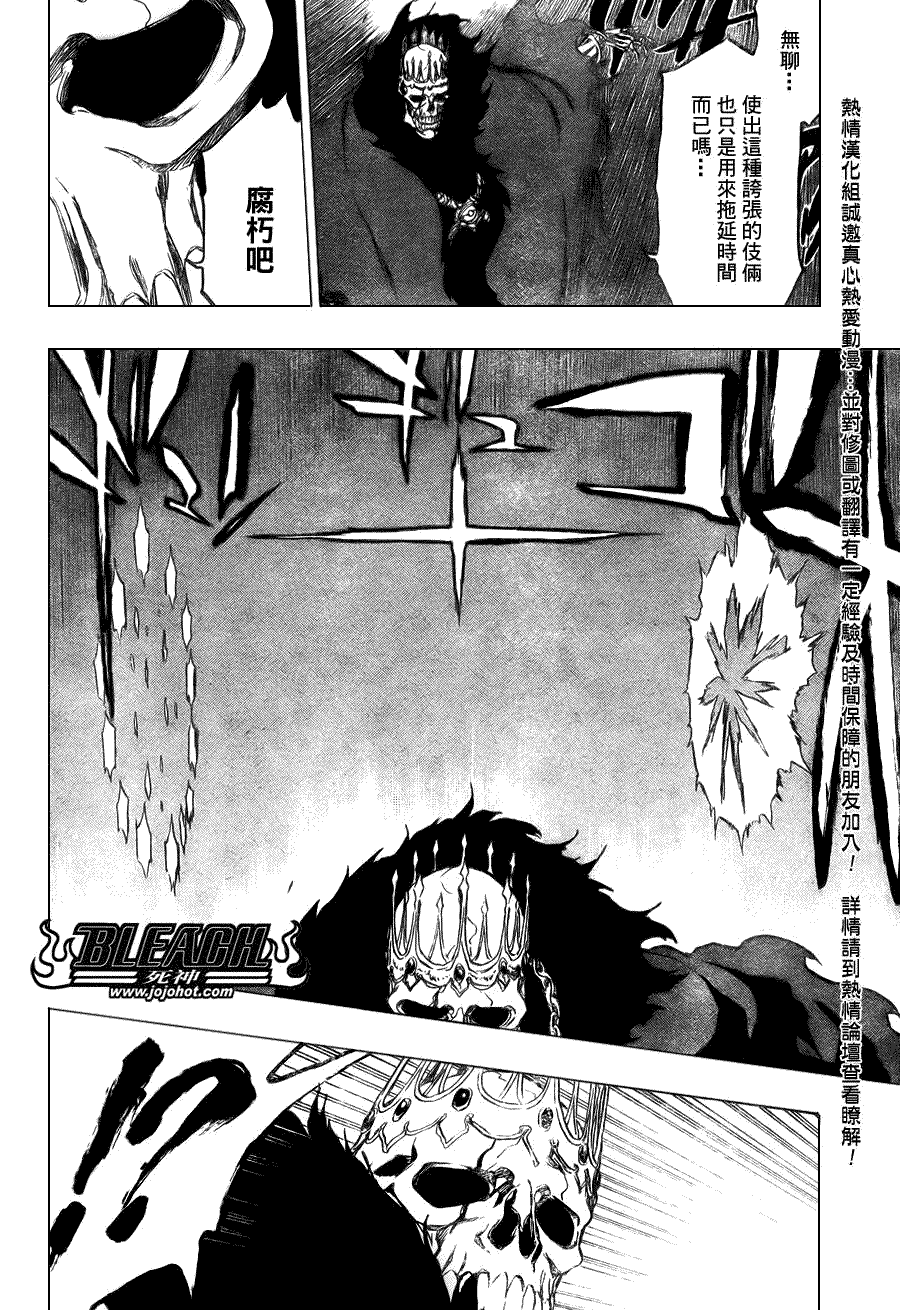 無聊…
使出這種誇張的伎倆
也只是用來拖延時間
而已嗎…
腐朽吧
熱情漢化組誠邀真心熱愛動漫…並對修圖或翻譯有一定經驗及時間保障的朋友加入！ 詳情請到熱情論壇查看瞭解！
BLEACH
死神
www.jojohot.com
!?